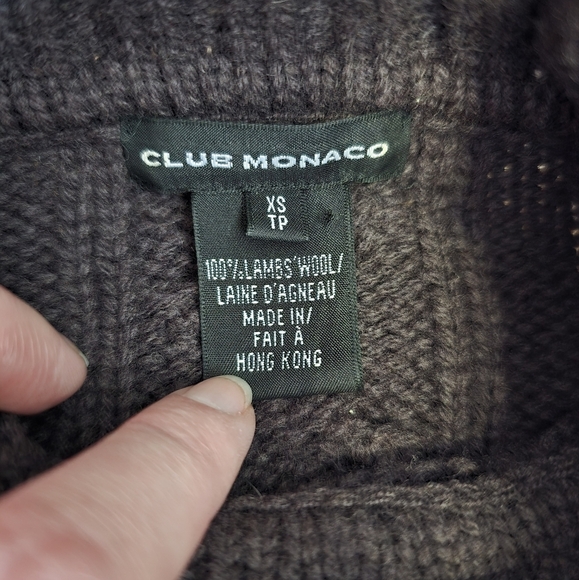 CLUB MONACO
XS
TP
100% LAMBS'WOOL/
LAINE D'AGNEAU
MADE IN/
FAIT À
HONG KONG